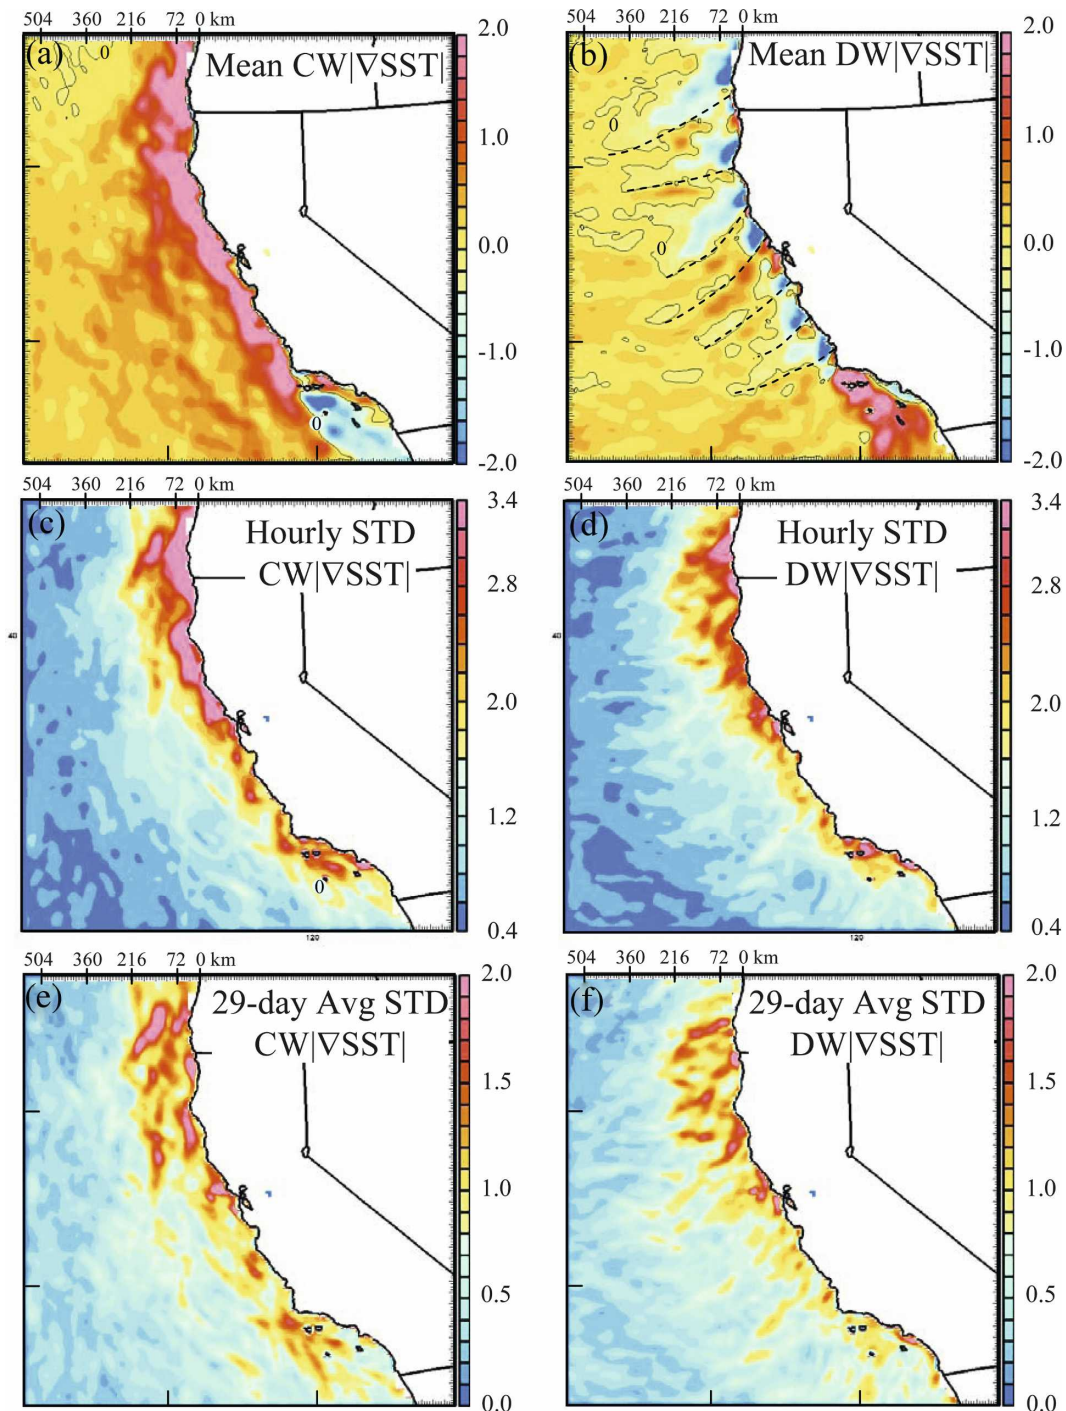 504 360 216 72 0 km
504 360 216 72 0 km
(a) Mean CW|∇SST|
0
0
2.0
1.0
0.0
-1.0
-2.0
(b) Mean DW|∇SST|
0
0
2.0
1.0
0.0
-1.0
-2.0
504 360 216 72 0 km
504 360 216 72 0 km
(c) Hourly STD
CW|∇SST|
40
0
120
3.4
2.8
2.0
1.2
0.4
(d) Hourly STD
DW|∇SST|
40
120
3.4
2.8
2.0
1.2
0.4
504 360 216 72 0 km
504 360 216 72 0 km
(e) 29-day Avg STD
CW|∇SST|
2.0
1.5
1.0
0.5
0.0
(f) 29-day Avg STD
DW|∇SST|
2.0
1.5
1.0
0.5
0.0